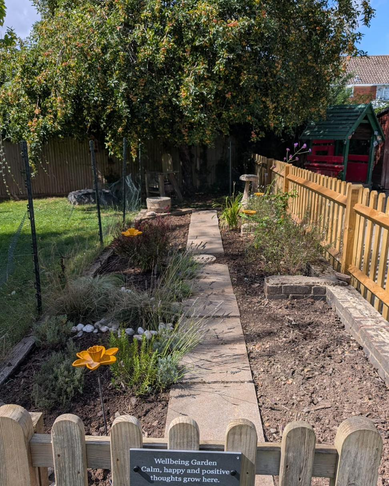 Wellbeing Garden
Calm, happy and positive
thoughts grow here.